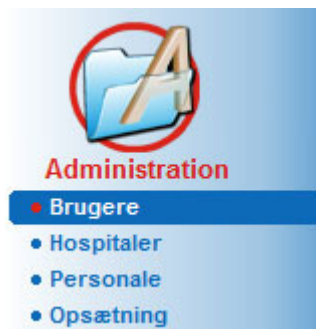 Administration
Brugere
Hospitaler
Personale
Opsætning